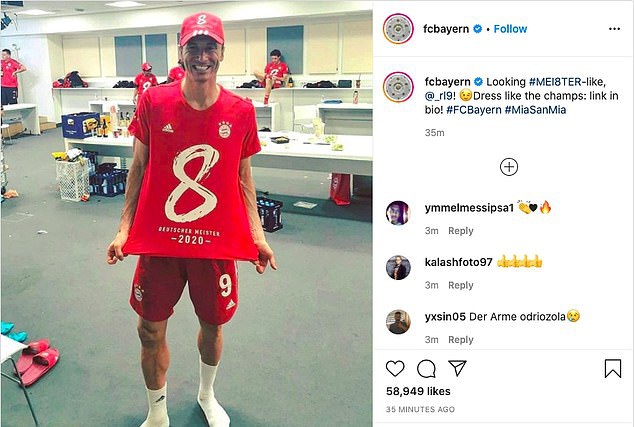 8
adidas
8
DEUTSCHER MEISTER
2020
9
fcbayern • Follow
fcbayern Looking #MEI8TER-like,
@_rl9! 😉Dress like the champs: link in
bio! #FCBayern #MiaSanMia
35m
ymmelmessipsa1 👏🖤🔥
3m Reply
kalashfoto97 👍👍👍👍
3m Reply
yxsin05 Der Arme odriozola😢
3m Reply
58,949 likes
35 MINUTES AGO